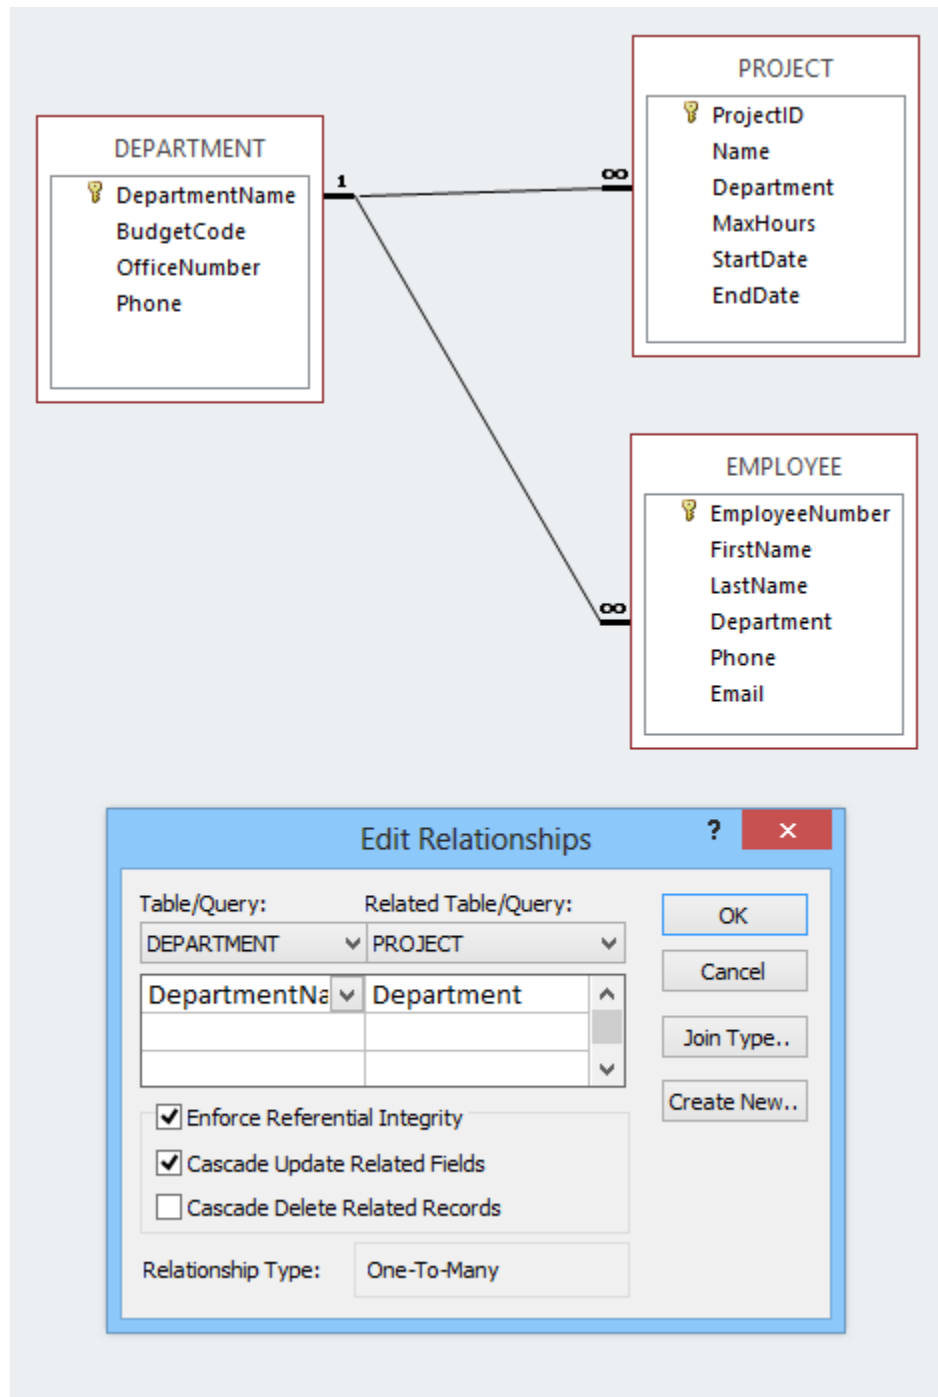 PROJECT
ProjectID
Name
Department
MaxHours
StartDate
EndDate
DEPARTMENT
DepartmentName
BudgetCode
OfficeNumber
Phone
1
∞
EMPLOYEE
EmployeeNumber
FirstName
LastName
Department
Phone
Email
∞
Edit Relationships
?
×
Table/Query: Related Table/Query:
DEPARTMENT PROJECT
DepartmentNa Department
OK
Cancel
Join Type..
Create New..
Enforce Referential Integrity
Cascade Update Related Fields
Cascade Delete Related Records
Relationship Type: One-To-Many